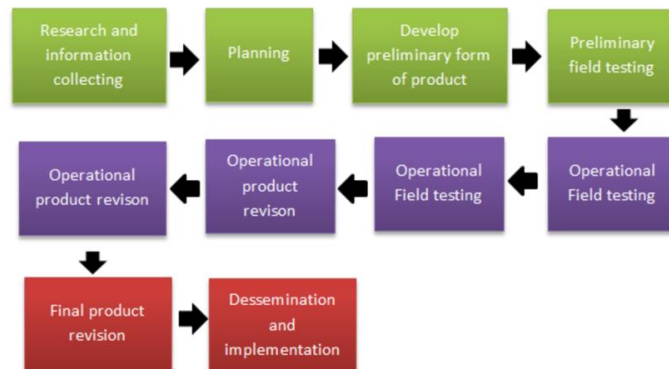 Research and
information
collecting
Planning
Develop
preliminary form
of product
Preliminary
field testing
Operational
Field testing
Operational
Field testing
Operational
product
revison
Operational
product revison
Final product
revision
Dessemination
and
implementation